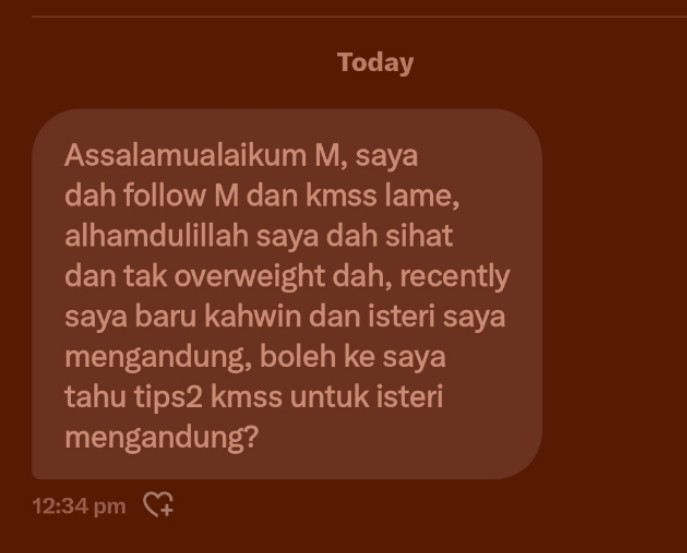 Today
Assalamualaikum M, saya
dah follow M dan kmss lame,
alhamdulillah saya dah sihat
dan tak overweight dah, recently
saya baru kahwin dan isteri saya
mengandung, boleh ke saya
tahu tips2 kmss untuk isteri
mengandung?
12:34 pm